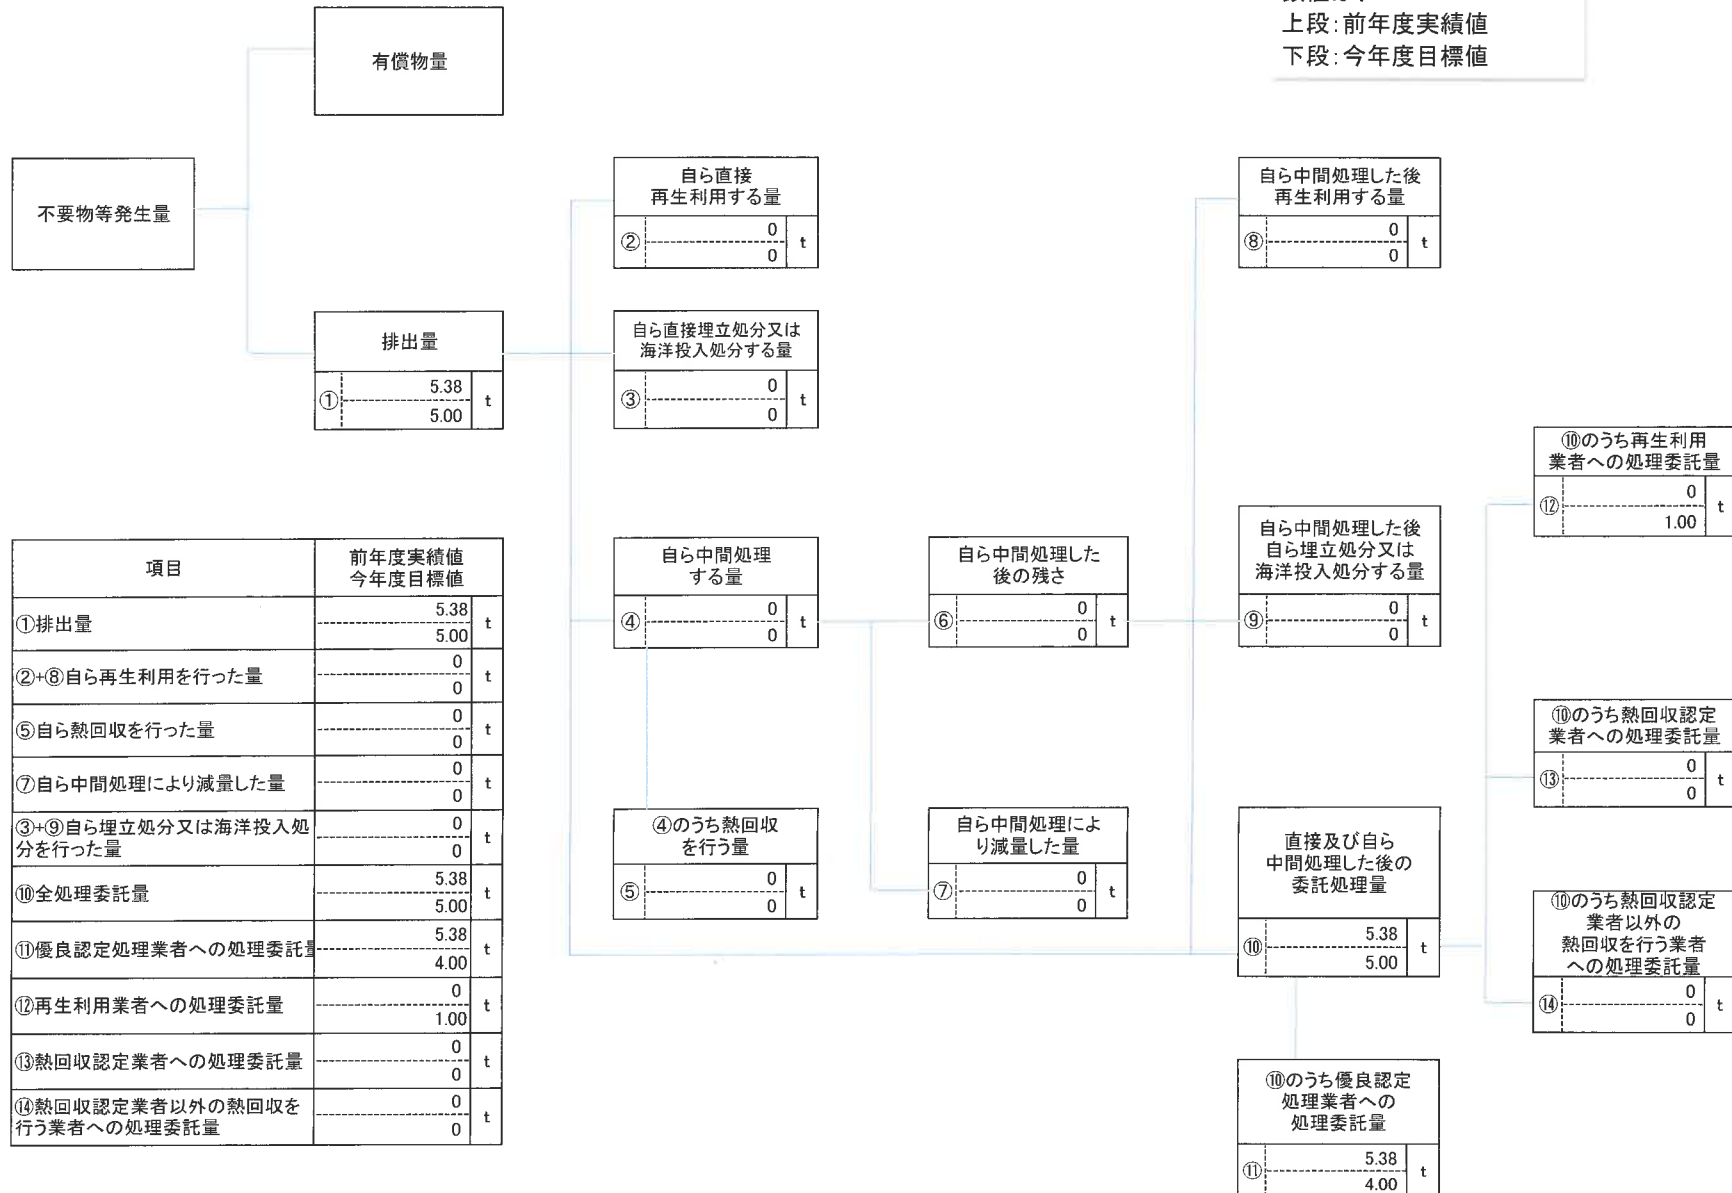 上段:前年度実績値
下段:今年度目標値
有償物量
不要物等発生量
排出量
①
5.38
5.00
t
自ら直接
再生利用する量
②
0
0
t
自ら直接埋立処分又は
海洋投入処分する量
③
0
0
t
自ら中間処理
する量
④
0
0
t
④のうち熱回収
を行う量
⑤
0
0
t
自ら中間処理した
後の残さ
⑥
0
0
t
自ら中間処理によ
り減量した量
⑦
0
0
t
自ら中間処理した後
再生利用する量
⑧
0
0
t
自ら中間処理した後
自ら埋立処分又は
海洋投入処分する量
⑨
0
0
t
直接及び自ら
中間処理した後の
委託処理量
⑩
5.38
5.00
t
⑩のうち優良認定
処理業者への
処理委託量
⑪
5.38
4.00
t
⑩のうち再生利用
業者への処理委託量
⑫
0
1.00
t
⑩のうち熱回収認定
業者への処理委託量
⑬
0
0
t
⑩のうち熱回収認定
業者以外の
熱回収を行う業者
への処理委託量
⑭
0
0
t
項目
前年度実績値
今年度目標値
①排出量
5.38
5.00
t
②+⑧自ら再生利用を行った量
0
0
t
⑤自ら熱回収を行った量
0
0
t
⑦自ら中間処理により減量した量
0
0
t
③+⑨自ら埋立処分又は海洋投入処
分を行った量
0
0
t
⑩全処理委託量
5.38
5.00
t
⑪優良認定処理業者への処理委託量
5.38
4.00
t
⑫再生利用業者への処理委託量
0
1.00
t
⑬熱回収認定業者への処理委託量
0
0
t
⑭熱回収認定業者以外の熱回収を
行う業者への処理委託量
0
0
t